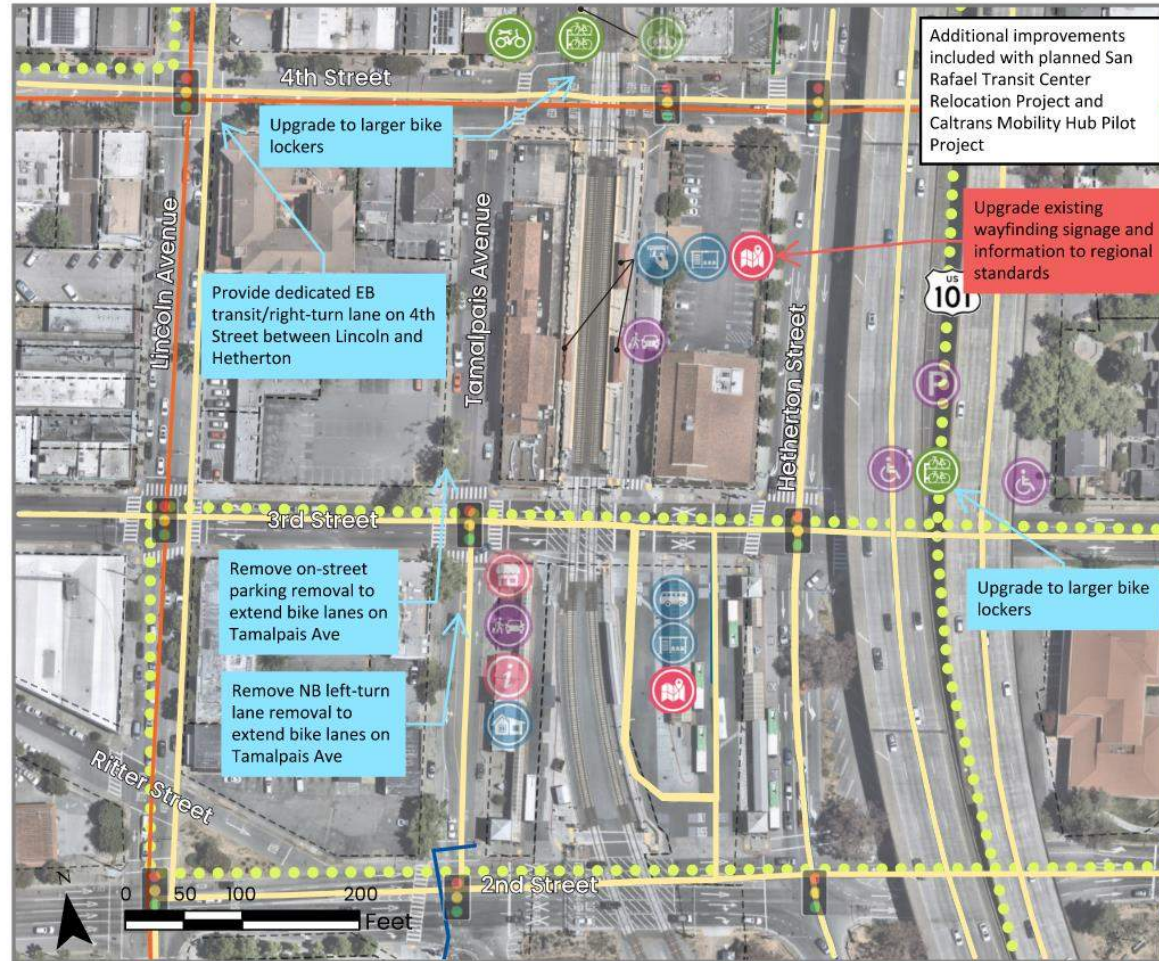 Additional improvements
included with planned San
Rafael Transit Center
Relocation Project and
Caltrans Mobility Hub Pilot
Project
4th Street
Upgrade to larger bike
lockers
Lincoln Avenue
Tamalpais Avenue
Hetherton Street
Provide dedicated EB
transit/right-turn lane on 4th
Street between Lincoln and
Hetherton
Upgrade existing
wayfinding signage and
information to regional
standards
US
101
P
3rd Street
Remove on-street
parking removal to
extend bike lanes on
Tamalpais Ave
Upgrade to larger bike
lockers
i
Remove NB left-turn
lane removal to
extend bike lanes on
Tamalpais Ave
Ritter Street
2nd Street
N
0 50 100 200
Feet